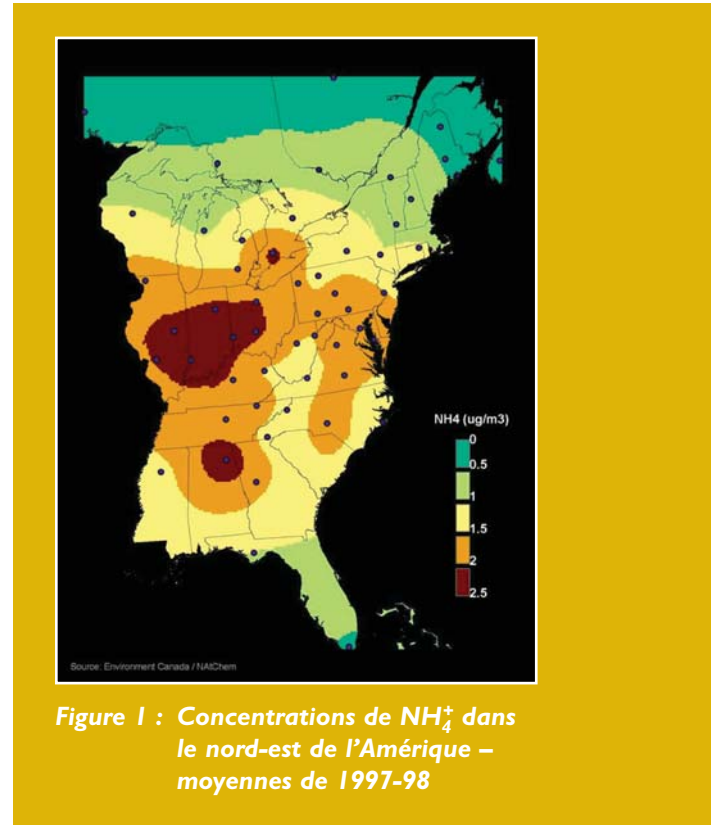 NH4 (ug/m3)
0
0.5
1
1.5
2
2.5
Source: Environment Canada / NAtChem
Figure 1 : Concentrations de NH₄⁺ dans
le nord-est de l'Amérique –
moyennes de 1997-98